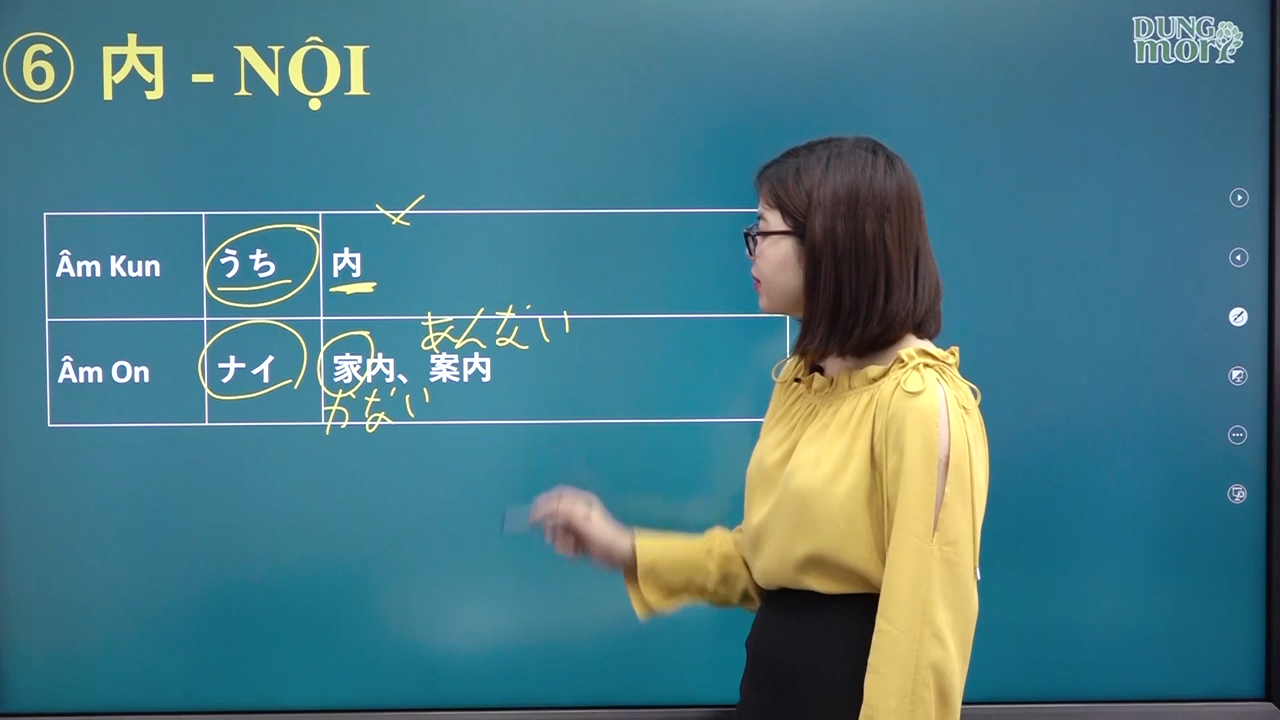 ⑥ 内 - NỘI
DUNG
mori
Âm Kun うち 内
あんない
Âm On ナイ 家内、案内
かない